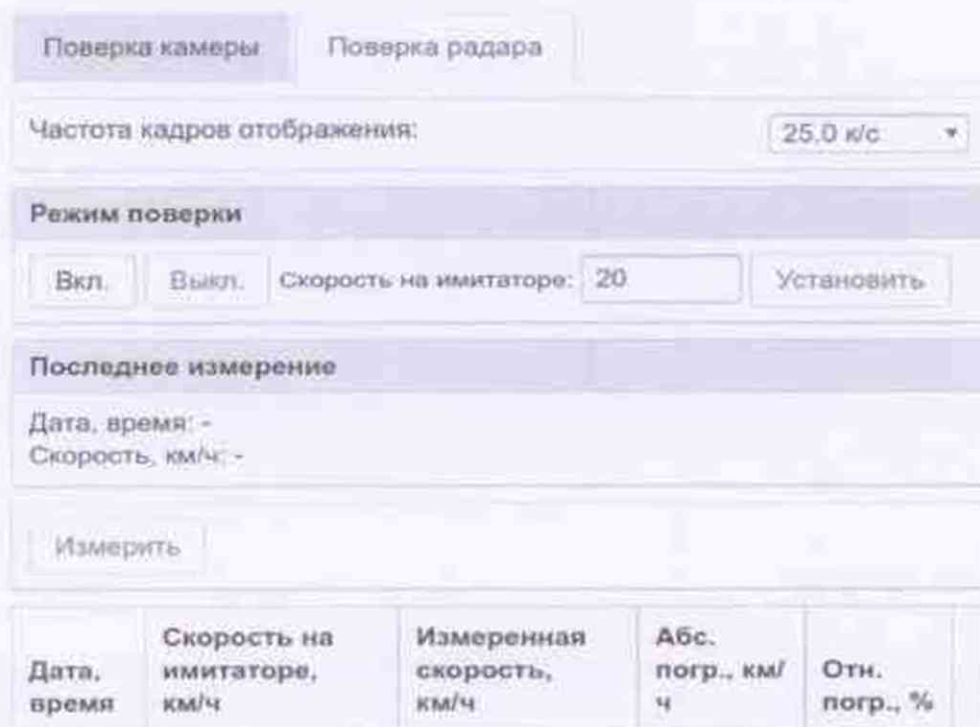 Поверка камеры Поверка радара
Частота кадров отображения: 25,0 к/с
Режим поверки
Вкл. Выкл. Скорость на имитаторе: 20 Установить
Последнее измерение
Дата, время: -
Скорость, км/ч: -
Измерить
Дата, время
Скорость на имитаторе, км/ч
Измеренная скорость, км/ч
Абс. погр., км/ч
Отн. погр., %